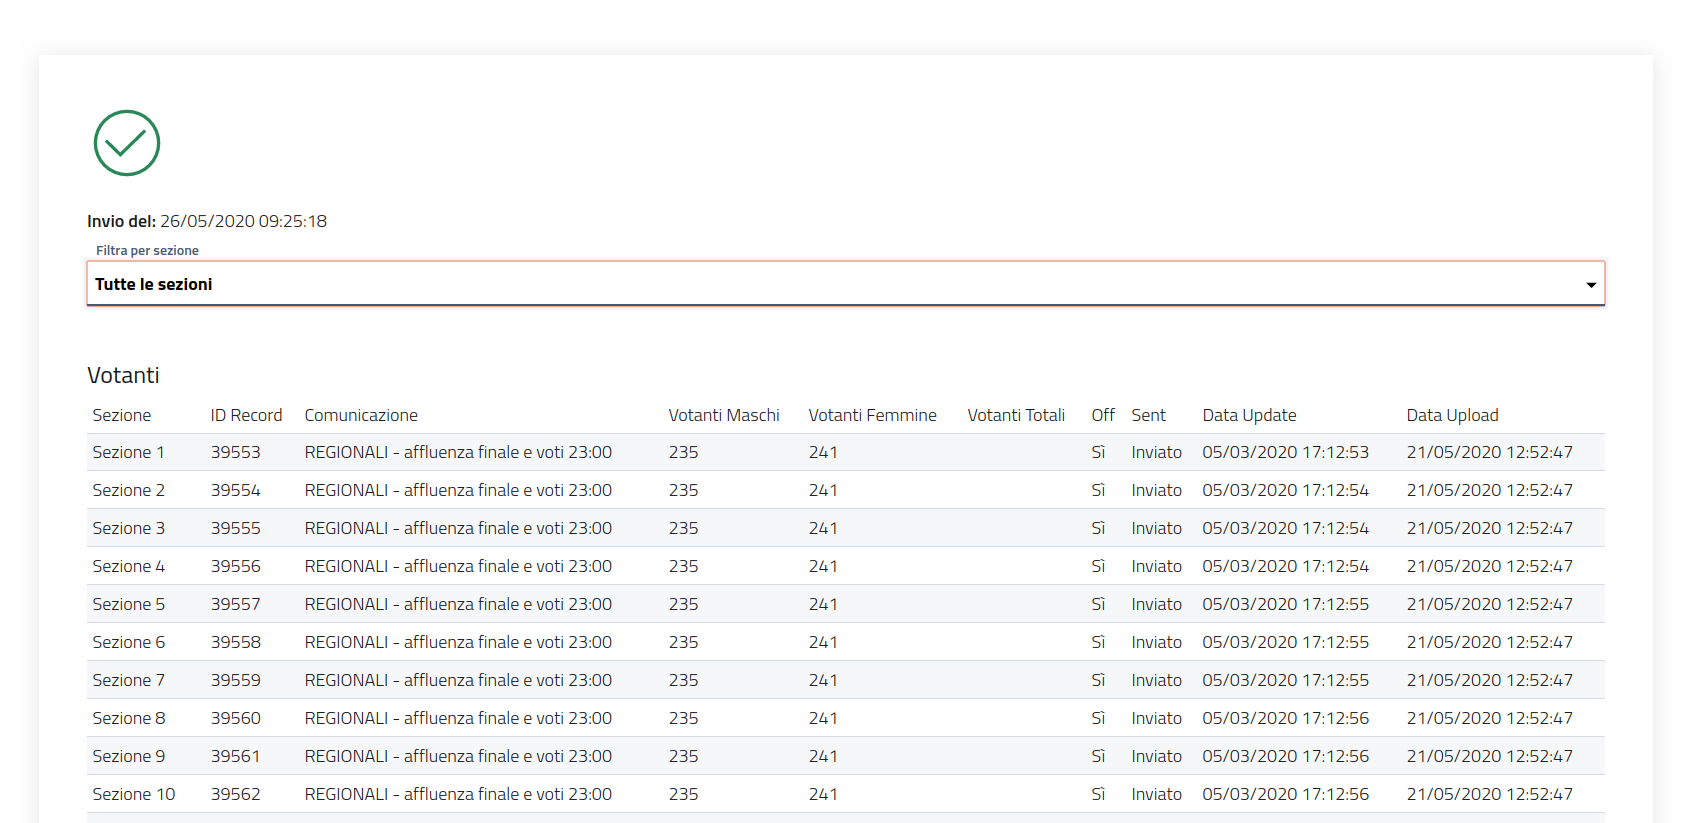 Invio del: 26/05/2020 09:25:18
Filtra per sezione
Tutte le sezioni
Votanti
Sezione ID Record Comunicazione Votanti Maschi Votanti Femmine Votanti Totali Off Sent Data Update Data Upload
Sezione 1 39553 REGIONALI - affluenza finale e voti 23:00 235 241 Sì Inviato 05/03/2020 17:12:53 21/05/2020 12:52:47
Sezione 2 39554 REGIONALI - affluenza finale e voti 23:00 235 241 Sì Inviato 05/03/2020 17:12:54 21/05/2020 12:52:47
Sezione 3 39555 REGIONALI - affluenza finale e voti 23:00 235 241 Sì Inviato 05/03/2020 17:12:54 21/05/2020 12:52:47
Sezione 4 39556 REGIONALI - affluenza finale e voti 23:00 235 241 Sì Inviato 05/03/2020 17:12:54 21/05/2020 12:52:47
Sezione 5 39557 REGIONALI - affluenza finale e voti 23:00 235 241 Sì Inviato 05/03/2020 17:12:55 21/05/2020 12:52:47
Sezione 6 39558 REGIONALI - affluenza finale e voti 23:00 235 241 Sì Inviato 05/03/2020 17:12:55 21/05/2020 12:52:47
Sezione 7 39559 REGIONALI - affluenza finale e voti 23:00 235 241 Sì Inviato 05/03/2020 17:12:55 21/05/2020 12:52:47
Sezione 8 39560 REGIONALI - affluenza finale e voti 23:00 235 241 Sì Inviato 05/03/2020 17:12:56 21/05/2020 12:52:47
Sezione 9 39561 REGIONALI - affluenza finale e voti 23:00 235 241 Sì Inviato 05/03/2020 17:12:56 21/05/2020 12:52:47
Sezione 10 39562 REGIONALI - affluenza finale e voti 23:00 235 241 Sì Inviato 05/03/2020 17:12:56 21/05/2020 12:52:47